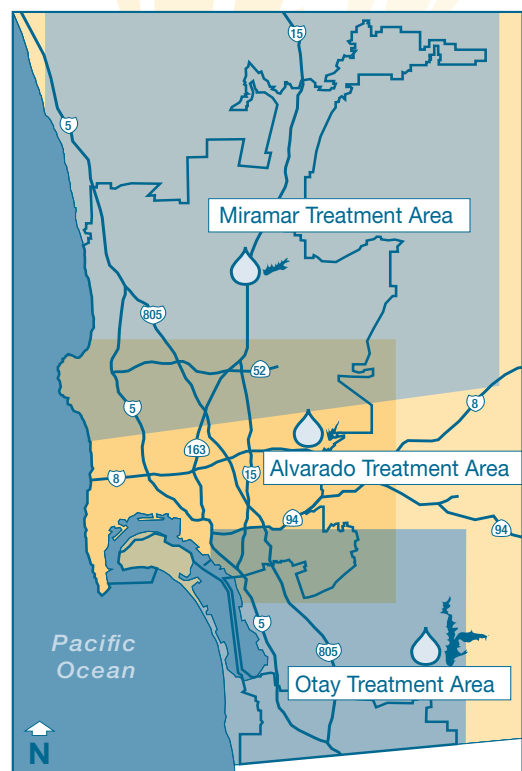 15
5
Miramar Treatment Area
805
52
5
8
163
15
Alvarado Treatment Area
8
94
94
Pacific
Ocean
5
805
Otay Treatment Area
N